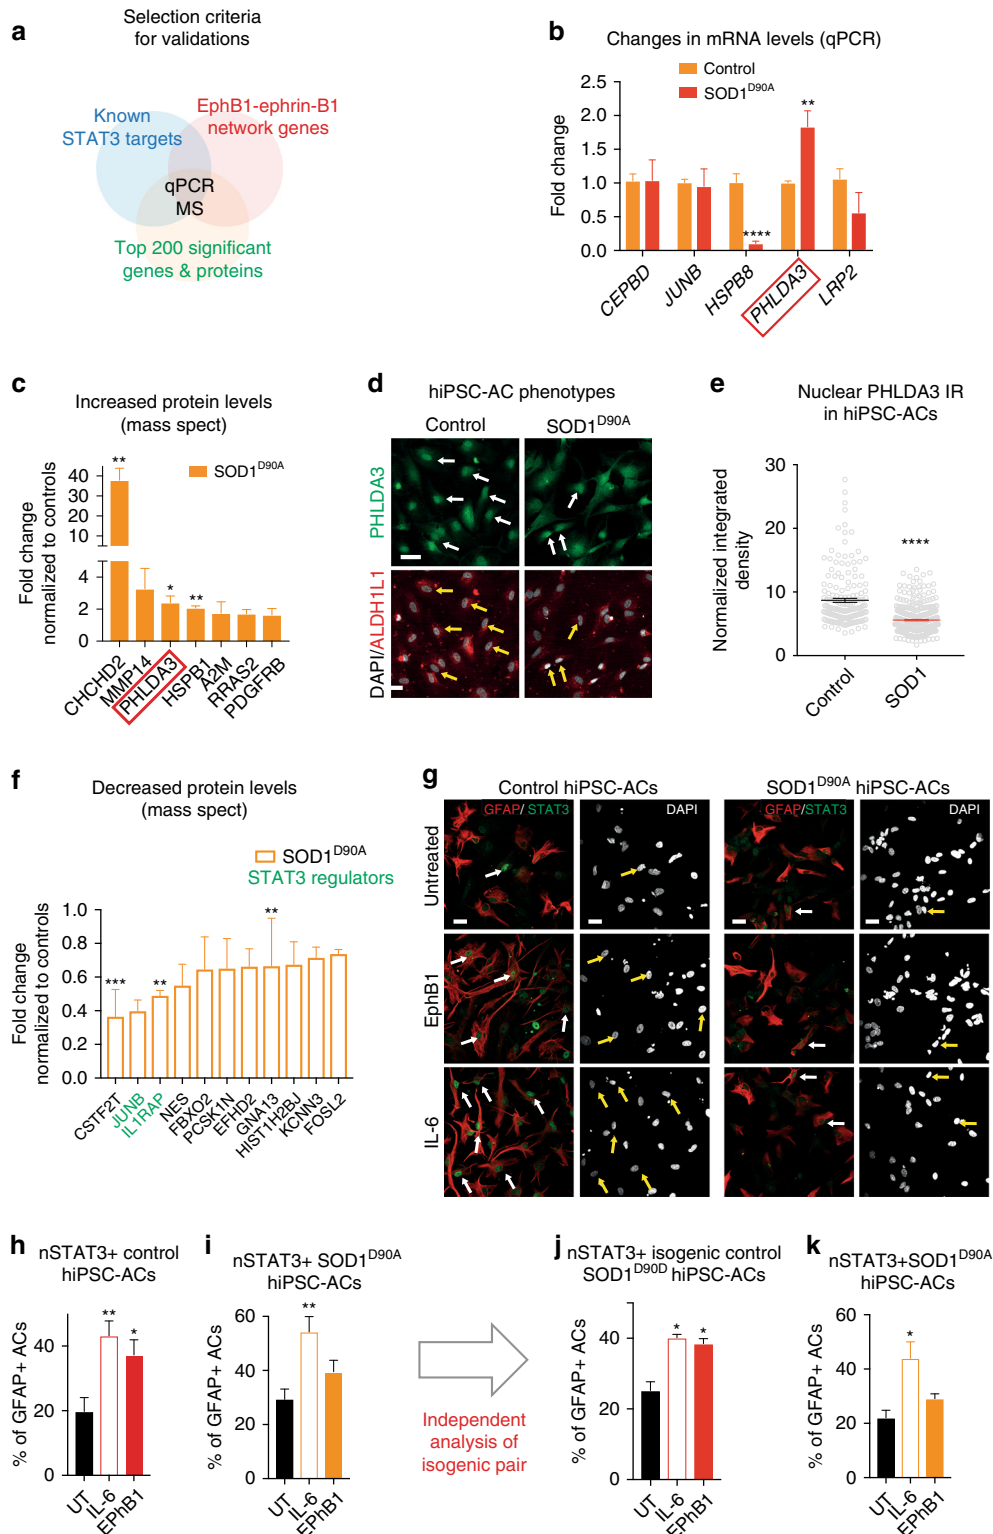 a
Selection criteria
for validations
Known
STAT3 targets
EphB1-ephrin-B1
network genes
qPCR
MS
Top 200 significant
genes & proteins
b
Changes in mRNA levels (qPCR)
Control
SOD1D90A
Fold change
2.5
2.0
1.5
1.0
0.5
0.0
****
**
CEPBD
JUNB
HSPB8
PHLDA3
LRP2
c
Increased protein levels
(mass spect)
SOD1D90A
Fold change
normalized to controls
40
30
20
10
4
2
0
**
*
**
CHCHD2
MMP14
PHLDA3
HSPB1
A2M
RRAS2
PDGFRB
d
hiPSC-AC phenotypes
Control
SOD1D90A
PHLDA3
DAPI/ALDH1L1
e
Nuclear PHLDA3 IR
in hiPSC-ACs
Normalized integrated
density
30
20
10
0
****
Control
SOD1
f
Decreased protein levels
(mass spect)
SOD1D90A
STAT3 regulators
Fold change
normalized to controls
1.0
0.8
0.6
0.4
0.2
0.0
***
**
**
CSTF2T
JUNB
IL1RAP
NES
FBXO2
PCSK1N
EFHD2
GNA13
HIST1H2BJ
KCNN3
FOSL2
g
Control hiPSC-ACs
SOD1D90A hiPSC-ACs
GFAP/STAT3
DAPI
GFAP/STAT3
DAPI
Untreated
EphB1
IL-6
h
nSTAT3+ control
hiPSC-ACs
% of GFAP+ ACs
40
20
0
**
*
UT
IL-6
EPhB1
i
nSTAT3+ SOD1D90A
hiPSC-ACs
% of GFAP+ ACs
60
40
20
0
**
UT
IL-6
EPhB1
Independent
analysis of
isogenic pair
j
nSTAT3+ isogenic control
SOD1D90D hiPSC-ACs
% of GFAP+ ACs
40
20
0
*
*
UT
IL-6
EPhB1
k
nSTAT3+SOD1D90A
hiPSC-ACs
% of GFAP+ ACs
60
40
20
0
*
UT
IL-6
EPhB1